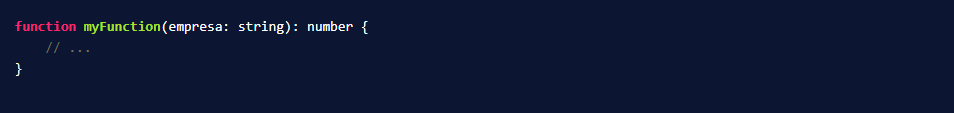 function myFunction(empresa: string): number {
    // ...
}